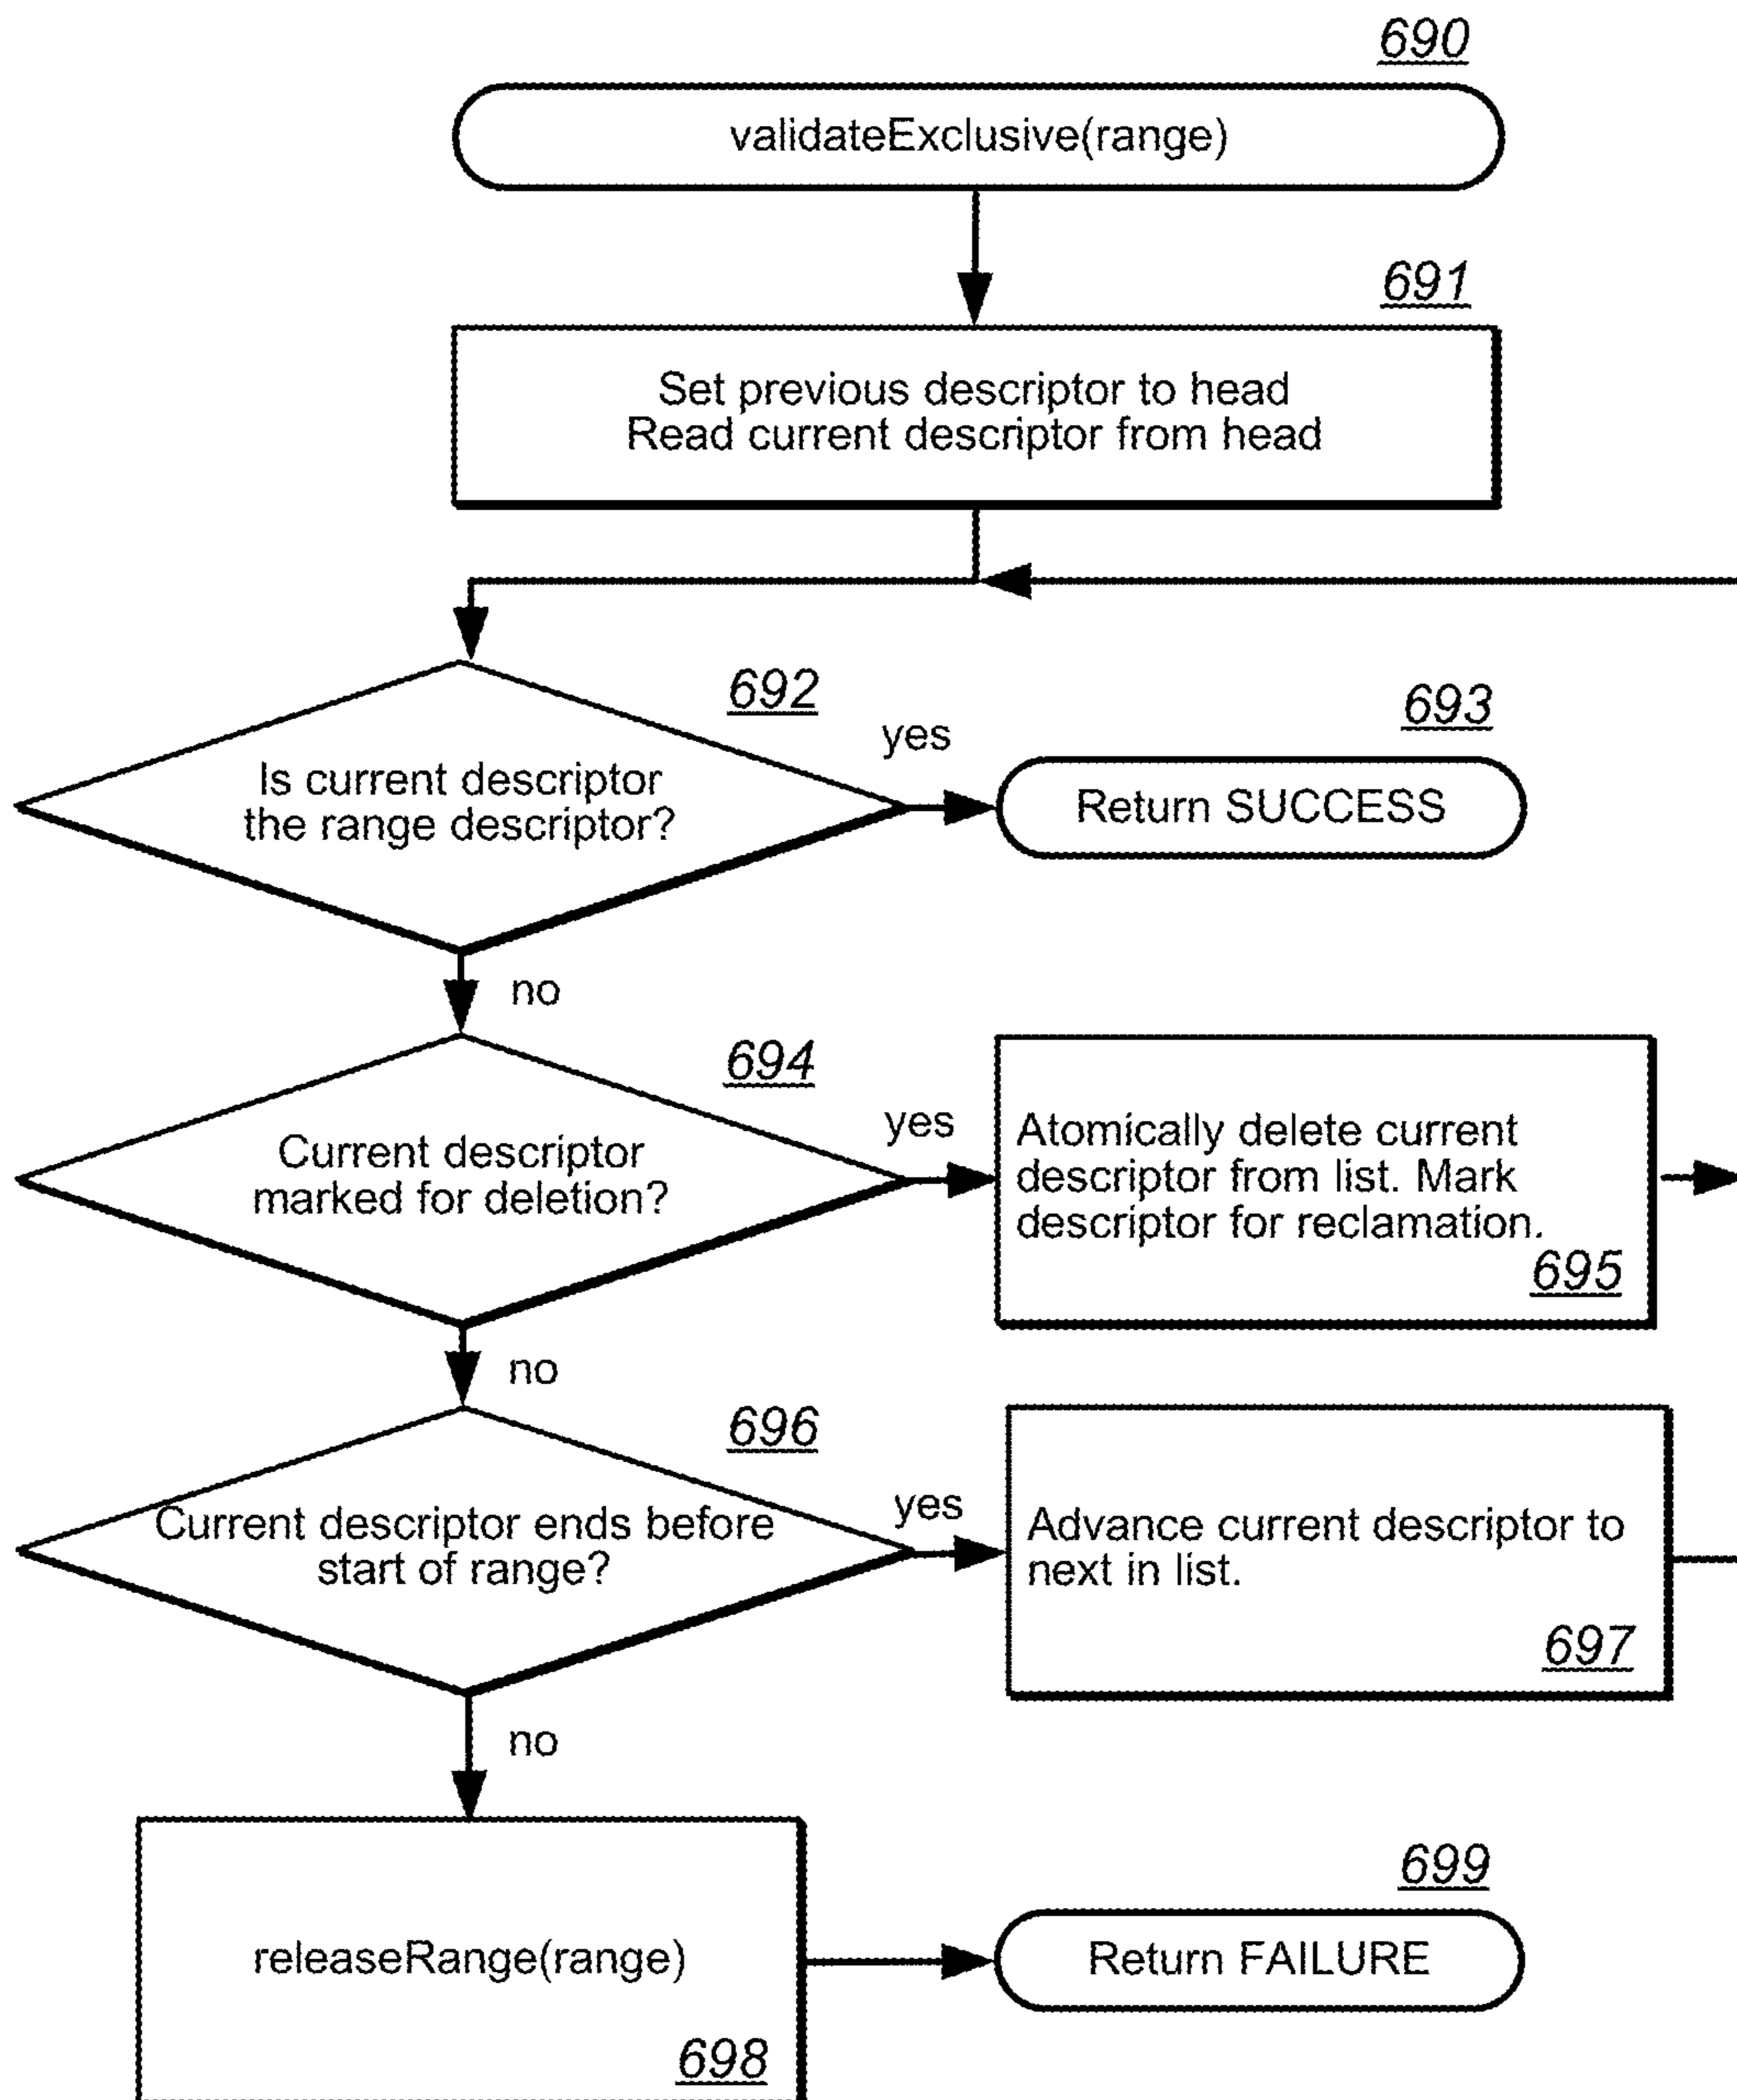 690
validateExclusive(range)
691
Set previous descriptor to head
Read current descriptor from head
692
yes
693
Is current descriptor
the range descriptor?
Return SUCCESS
no
694
yes
Current descriptor
marked for deletion?
Atomically delete current
descriptor from list. Mark
descriptor for reclamation.
695
no
696
yes
Current descriptor ends before
start of range?
Advance current descriptor to
next in list.
697
no
releaseRange(range)
698
699
Return FAILURE